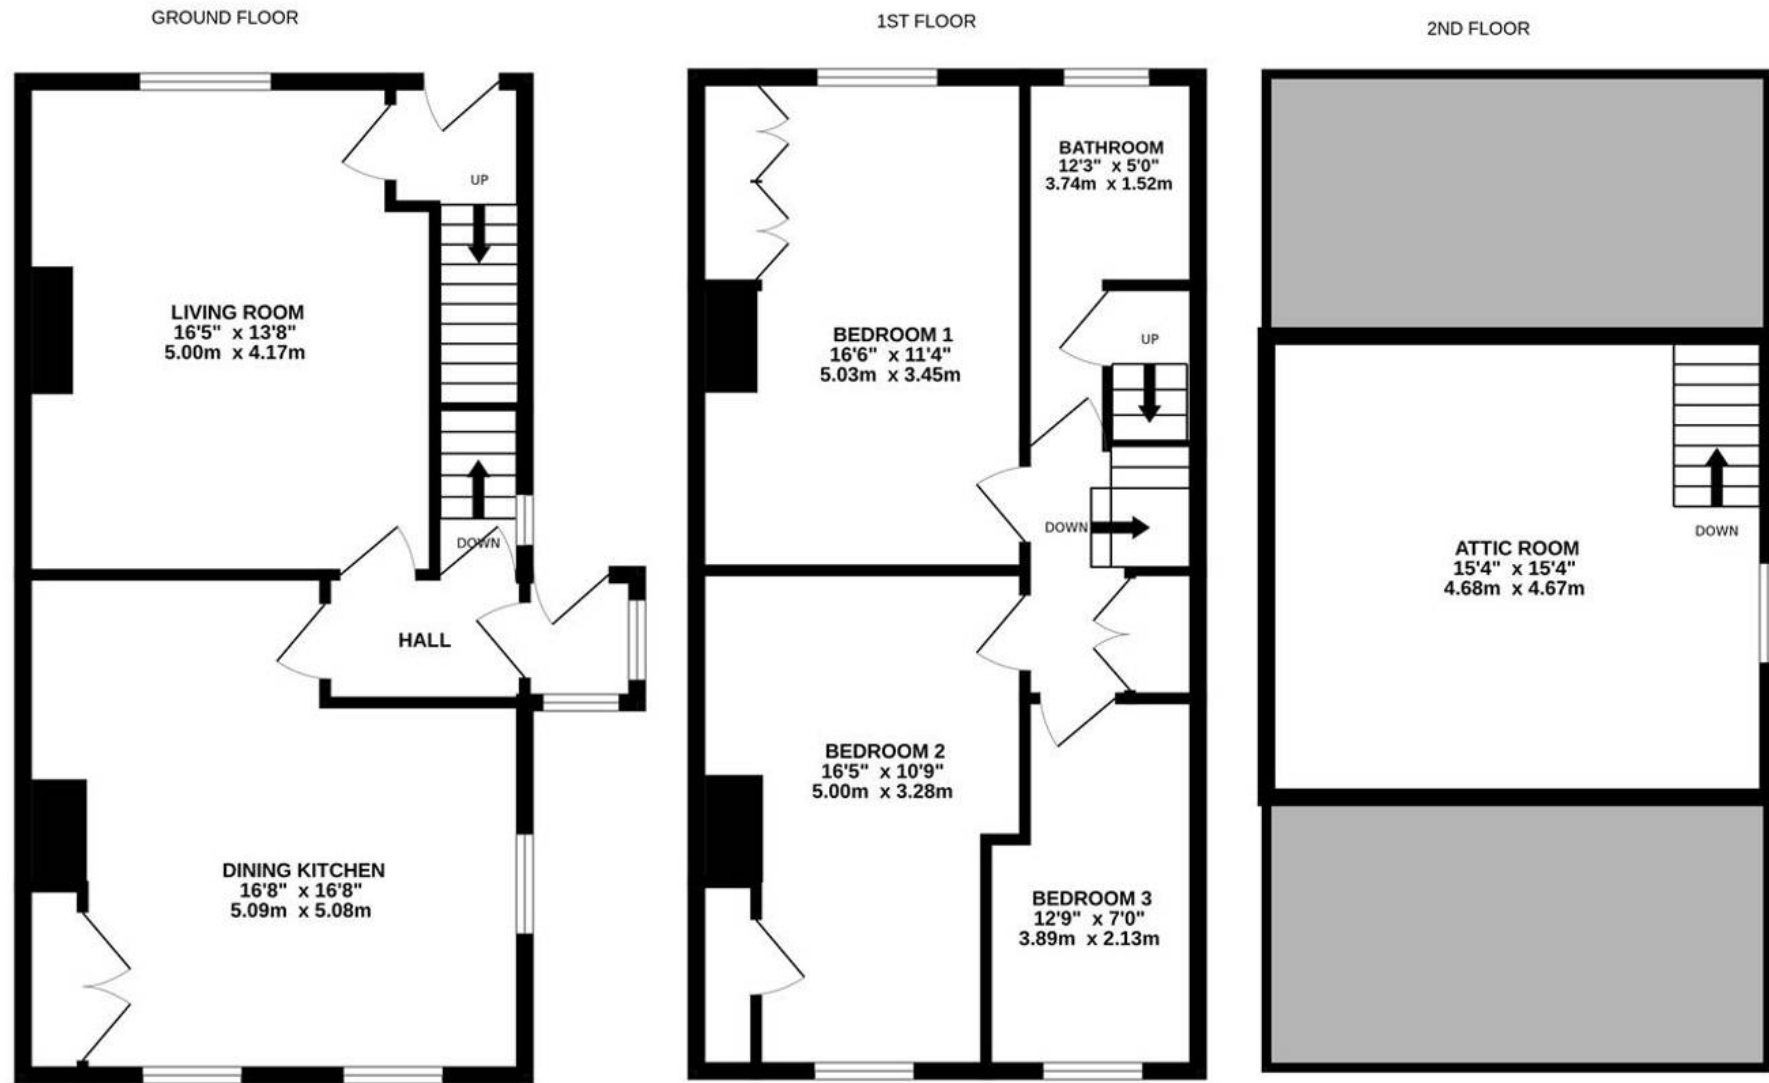 GROUND FLOOR
UP
LIVING ROOM
16'5" x 13'8"
5.00m x 4.17m
DOWN
HALL
DINING KITCHEN
16'8" x 16'8"
5.09m x 5.08m
1ST FLOOR
BATHROOM
12'3" x 5'0"
3.74m x 1.52m
BEDROOM 1
16'6" x 11'4"
5.03m x 3.45m
UP
DOWN
BEDROOM 2
16'5" x 10'9"
5.00m x 3.28m
BEDROOM 3
12'9" x 7'0"
3.89m x 2.13m
2ND FLOOR
DOWN
ATTIC ROOM
15'4" x 15'4"
4.68m x 4.67m